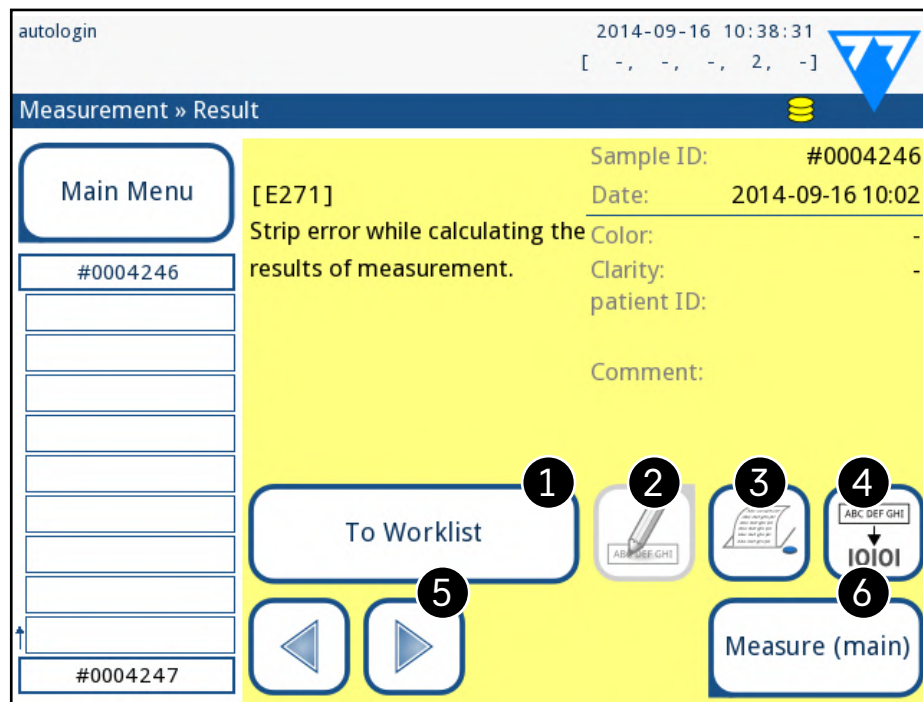 autologin
2014-09-16 10:38:31
[ -, -, -, 2, -]
Measurement » Result
Main Menu
#0004246
#0004247
[E271]
Strip error while calculating the
results of measurement.
Sample ID: #0004246
Date: 2014-09-16 10:02
Color: -
Clarity: -
patient ID:
Comment:
1
To Worklist
2
ABC DEF GHI
3
4
ABC DEF GHI
IOIOI
5
6
Measure (main)